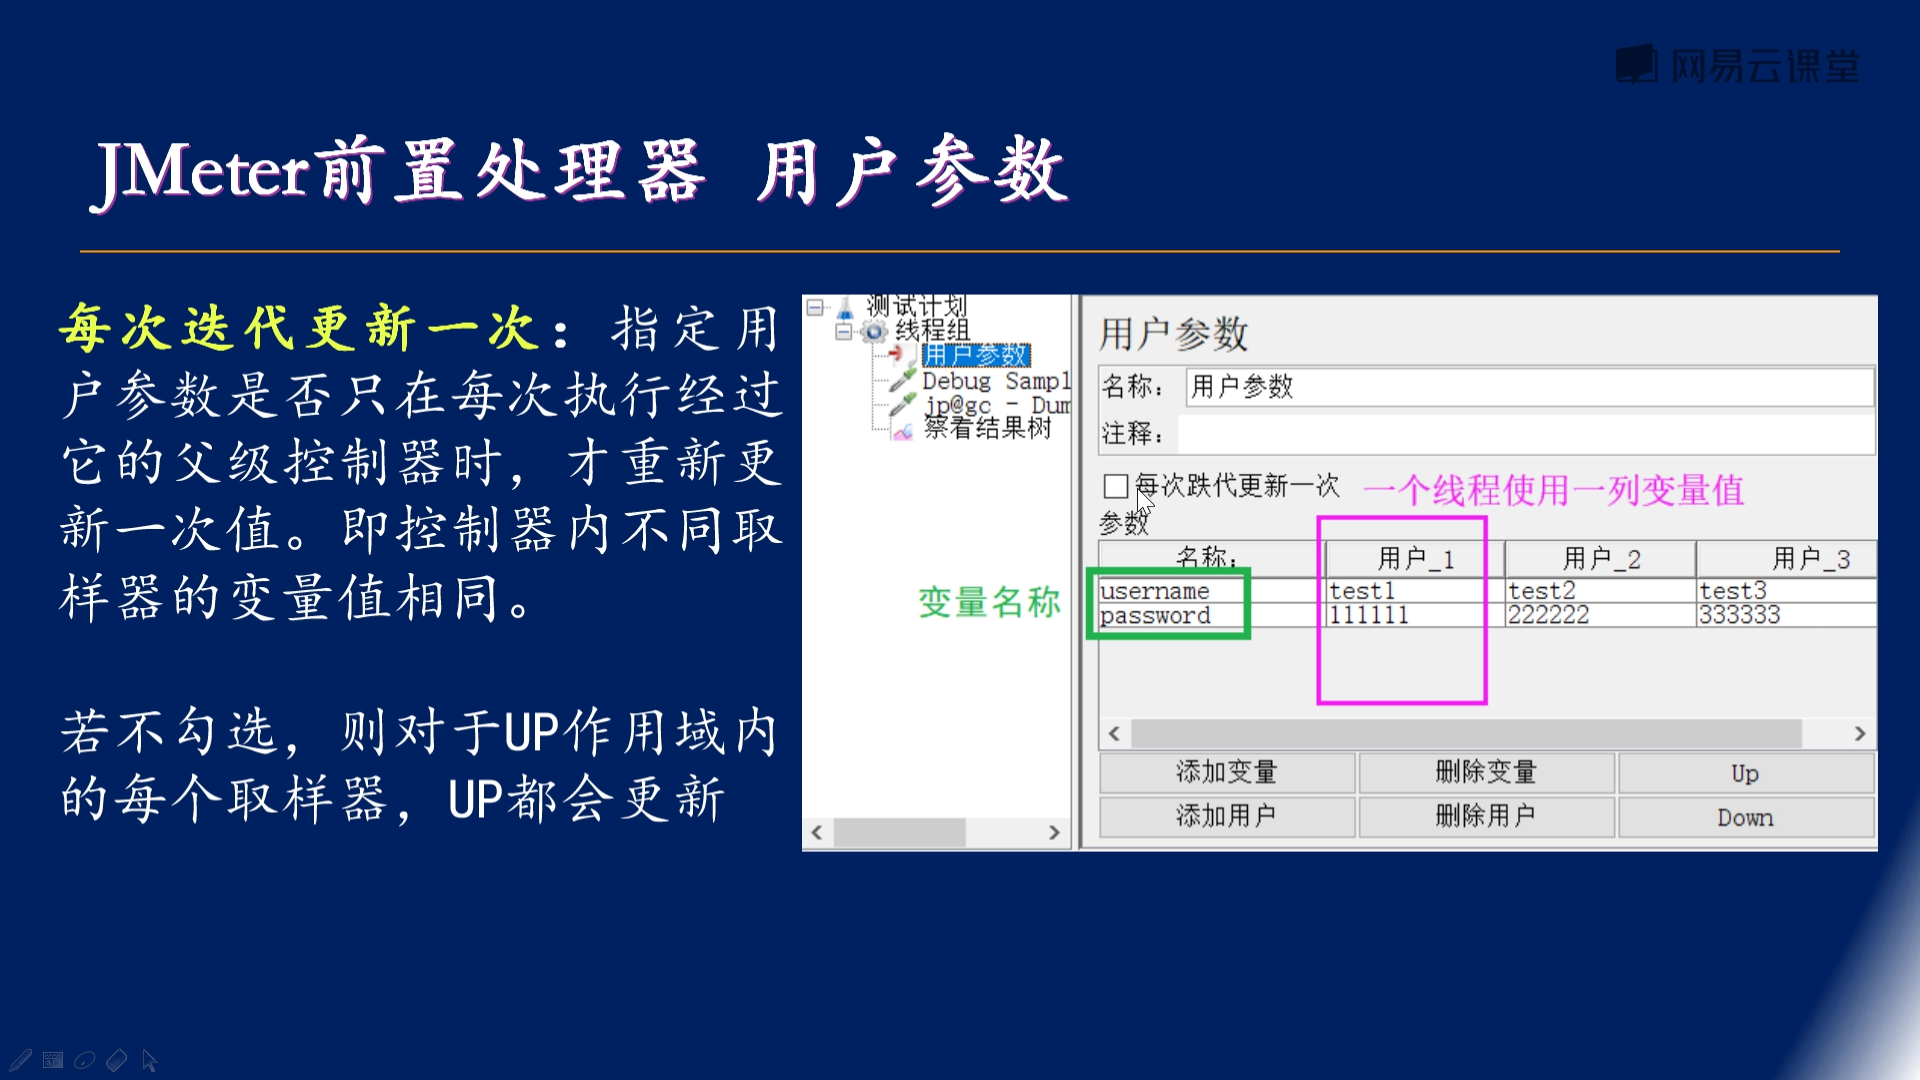 网易云课堂
JMeter前置处理器 用户参数
每次迭代更新一次：指定用
户参数是否只在每次执行经过
它的父级控制器时，才重新更
新一次值。即控制器内不同取
样器的变量值相同。
若不勾选，则对于UP作用域内
的每个取样器，UP都会更新
测试计划
线程组
用户参数
Debug Sampl
jp@gc - Dum
察看结果树
变量名称
用户参数
名称： 用户参数
注释：
每次跌代更新一次 一个线程使用一列变量值
参数
名称： 用户_1 用户_2 用户_3
username test1 test2 test3
password 111111 222222 333333
添加变量 删除变量 Up
添加用户 删除用户 Down